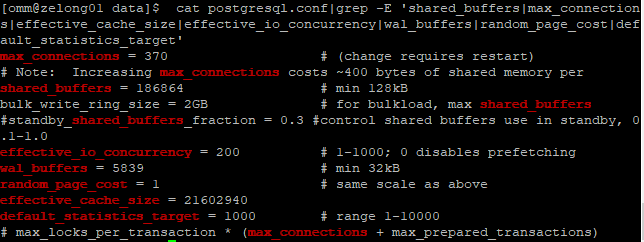 [omm@zelong01 data]$  cat postgresql.conf|grep -E 'shared_buffers|max_connection
s|effective_cache_size|effective_io_concurrency|wal_buffers|random_page_cost|def
ault_statistics_target'
max_connections = 370                   # (change requires restart)
# Note:  Increasing max_connections costs ~400 bytes of shared memory per
shared_buffers = 186864                 # min 128kB
bulk_write_ring_size = 2GB              # for bulkload, max shared_buffers
#standby_shared_buffers_fraction = 0.3 #control shared buffers use in standby, 0
.1-1.0
effective_io_concurrency = 200          # 1-1000; 0 disables prefetching
wal_buffers = 5839                      # min 32kB
random_page_cost = 1                    # same scale as above
effective_cache_size = 21602940
default_statistics_target = 1000        # range 1-10000
# max_locks_per_transaction * (max_connections + max_prepared_transactions)